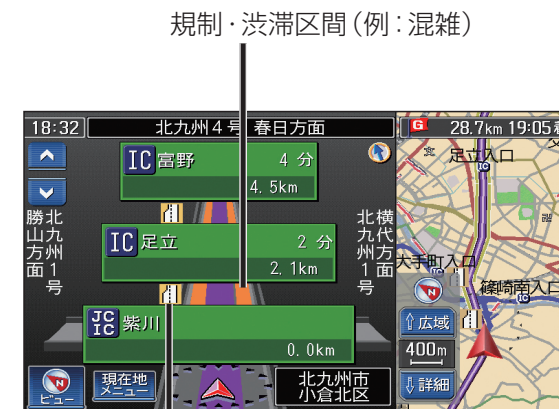 規制・渋滞区間（例：混雑）
18:32 北九州4号 春日方面
G 28.7km 19:05
IC 富野 4分
4.5km
IC 足立 2分
2.1km
JC IC 紫川
0.0km
北九州1号
勝山方面
北九州1号
横代方面
ビュー
現在地
メニュー
北九州市
小倉北区
足立入口
IC
大手町入口
IC
篠崎南入口
IC
N
広域
400m
詳細